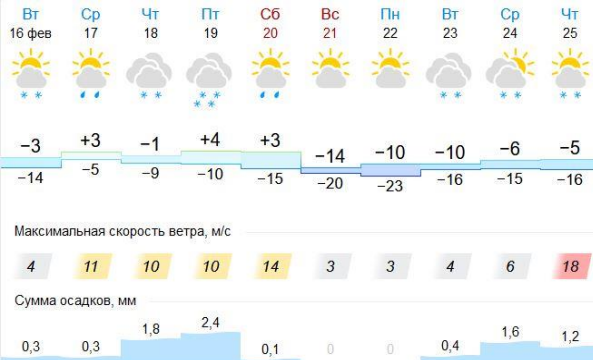 Вт Ср Чт Пт Сб Вс Пн Вт Ср Чт
16 фев 17 18 19 20 21 22 23 24 25
−3 +3 −1 +4 +3 −14 −10 −10 −6 −5
−14 −5 −9 −10 −15 −20 −23 −16 −15 −16
Максимальная скорость ветра, м/с
4 11 10 10 14 3 3 4 6 18
Сумма осадков, мм
0,3 0,3 1,8 2,4 0,1 0 0 0,4 1,6 1,2